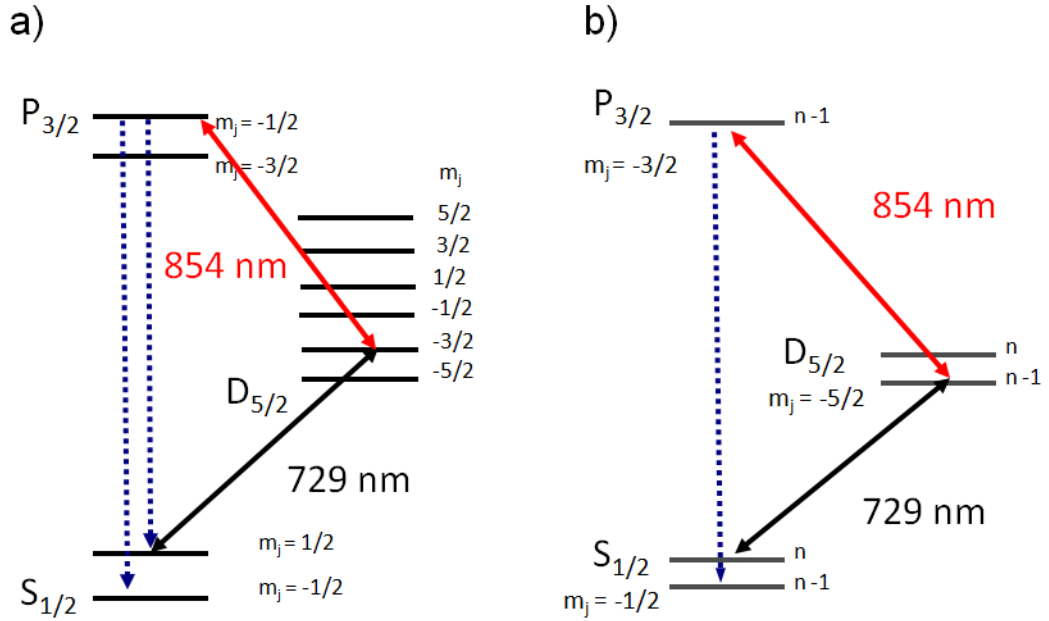 a)
P3/2
mj = -1/2
mj = -3/2
mj
5/2
3/2
1/2
-1/2
-3/2
-5/2
854 nm
D5/2
729 nm
mj = 1/2
mj = -1/2
S1/2
b)
P3/2
n -1
mj = -3/2
854 nm
D5/2
n
n -1
mj = -5/2
729 nm
S1/2
n
n -1
mj = -1/2